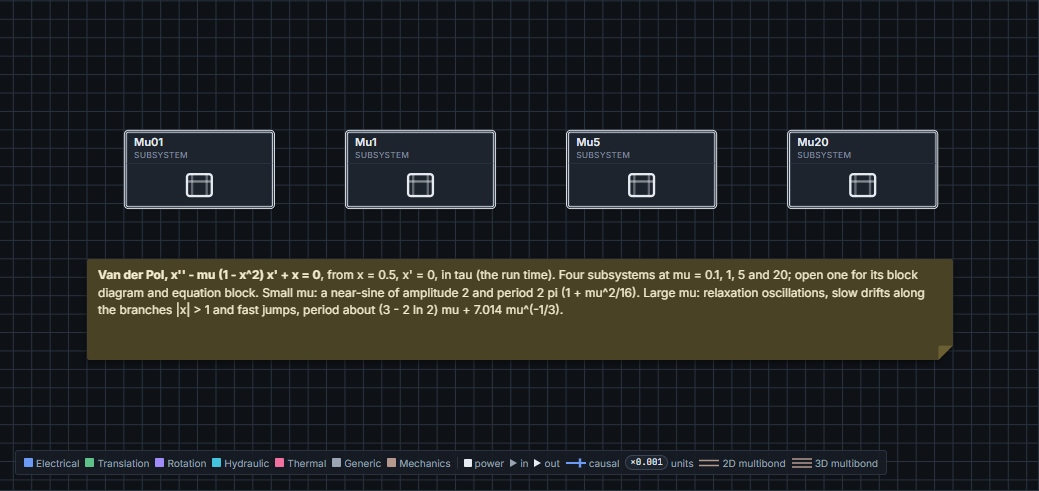 Mu01
SUBSYSTEM
Mu1
SUBSYSTEM
Mu5
SUBSYSTEM
Mu20
SUBSYSTEM
Van der Pol, x'' - mu (1 - x^2) x' + x = 0, from x = 0.5, x' = 0, in tau (the run time). Four subsystems at mu = 0.1, 1, 5 and 20; open one for its block
diagram and equation block. Small mu: a near-sine of amplitude 2 and period 2 pi (1 + mu^2/16). Large mu: relaxation oscillations, slow drifts along
the branches |x| > 1 and fast jumps, period about (3 - 2 ln 2) mu + 7.014 mu^(-1/3).
Electrical Translation Rotation Hydraulic Thermal Generic Mechanics power in out causal ×0.001 units 2D multibond 3D multibond